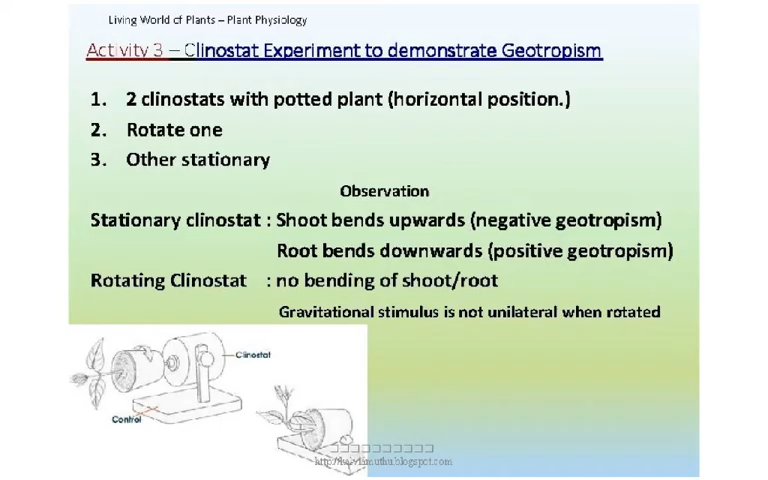 Living World of Plants – Plant Physiology
Activity 3 – Clinostat Experiment to demonstrate Geotropism
1. 2 clinostats with potted plant (horizontal position.)
2. Rotate one
3. Other stationary
Observation
Stationary clinostat : Shoot bends upwards (negative geotropism)
Root bends downwards (positive geotropism)
Rotating Clinostat : no bending of shoot/root
Gravitational stimulus is not unilateral when rotated
Clinostat
Control